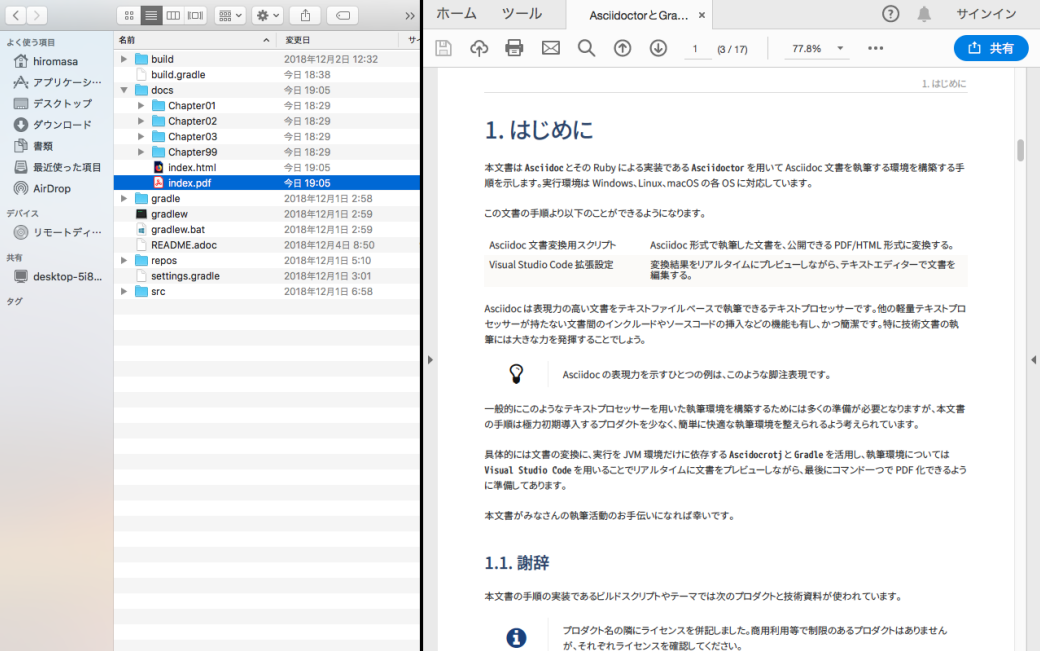 よく使う項目
hiromasa
アプリケーシ…
デスクトップ
ダウンロード
書類
最近使った項目
AirDrop
デバイス
リモートディ…
共有
desktop-5i8...
タグ
名前 変更日 サイ
build 2018年12月2日 12:32
build.gradle 今日 18:38
docs 今日 19:05
Chapter01 今日 18:29
Chapter02 今日 18:29
Chapter03 今日 18:29
Chapter99 今日 18:29
index.html 今日 19:05
index.pdf 今日 19:05
gradle 2018年12月1日 2:58
gradlew 2018年12月1日 2:59
gradlew.bat 2018年12月1日 2:59
README.adoc 2018年12月4日 8:50
repos 2018年12月1日 5:10
settings.gradle 2018年12月1日 3:01
src 2018年12月1日 6:58
ホーム ツール AsciidoctorとGra... × サインイン
1 (3 / 17) 77.8% 共有
1. はじめに
1. はじめに
本文書は Asciidoc とその Ruby による実装である Asciidoctor を用いて Asciidoc 文書を執筆する環境を構築する手
順を示します。実行環境は Windows、Linux、macOS の各 OS に対応しています。
この文書の手順より以下のことができるようになります。
Asciidoc 文書変換用スクリプト Asciidoc 形式で執筆した文書を、公開できる PDF/HTML 形式に変換する。
Visual Studio Code 拡張設定 変換結果をリアルタイムにプレビューしながら、テキストエディターで文書を
編集する。
Asciidoc は表現力の高い文書をテキストファイルベースで執筆できるテキストプロセッサーです。他の軽量テキストプロ
セッサーが持たない文書間のインクルードやソースコードの挿入などの機能も有し、かつ簡潔です。特に技術文書の執
筆には大きな力を発揮することでしょう。
Asciidoc の表現力を示すひとつの例は、このような脚注表現です。
一般的にこのようなテキストプロセッサーを用いた執筆環境を構築するためには多くの準備が必要となりますが、本文書
の手順は極力初期導入するプロダクトを少なく、簡単に快適な執筆環境を整えられるよう考えられています。
具体的には文書の変換に、実行を JVM 環境だけに依存する Ascidocrotj と Gradle を活用し、執筆環境については
Visual Studio Code を用いることでリアルタイムに文書をプレビューしながら、最後にコマンド一つで PDF 化できるよう
に準備してあります。
本文書がみなさんの執筆活動のお手伝いになれば幸いです。
1.1. 謝辞
本文書の手順の実装であるビルドスクリプトやテーマでは次のプロダクトと技術資料が使われています。
プロダクト名の隣にライセンスを併記しました。商用利用等で制限のあるプロダクトはありません
が、それぞれライセンスを確認してください。